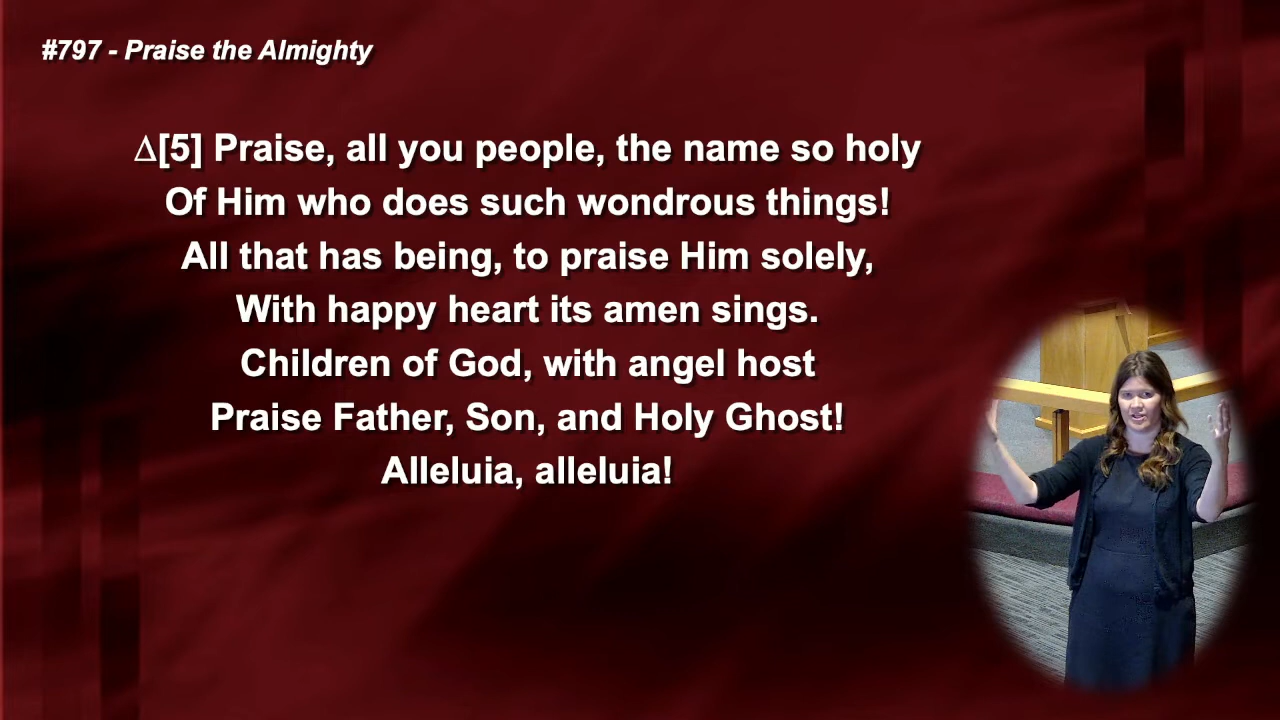 #797 - Praise the Almighty
Δ[5] Praise, all you people, the name so holy
Of Him who does such wondrous things!
All that has being, to praise Him solely,
With happy heart its amen sings.
Children of God, with angel host
Praise Father, Son, and Holy Ghost!
Alleluia, alleluia!